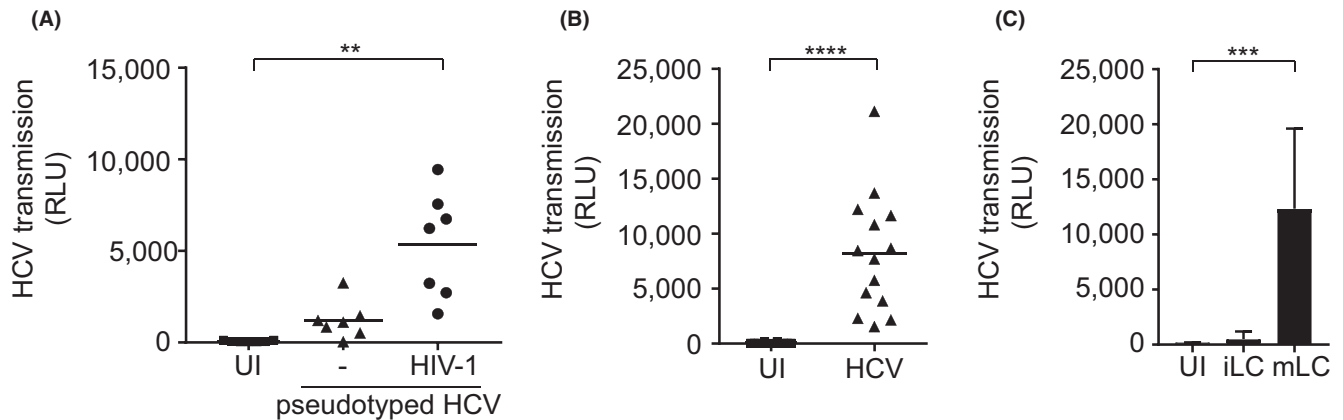 (A)
**
HCV transmission
(RLU)
15,000
10,000
5,000
0
UI
-
HIV-1
pseudotyped HCV
(B)
****
HCV transmission
(RLU)
25,000
20,000
15,000
10,000
5,000
0
UI
HCV
(C)
***
HCV transmission
(RLU)
25,000
20,000
15,000
10,000
5,000
0
UI iLC mLC